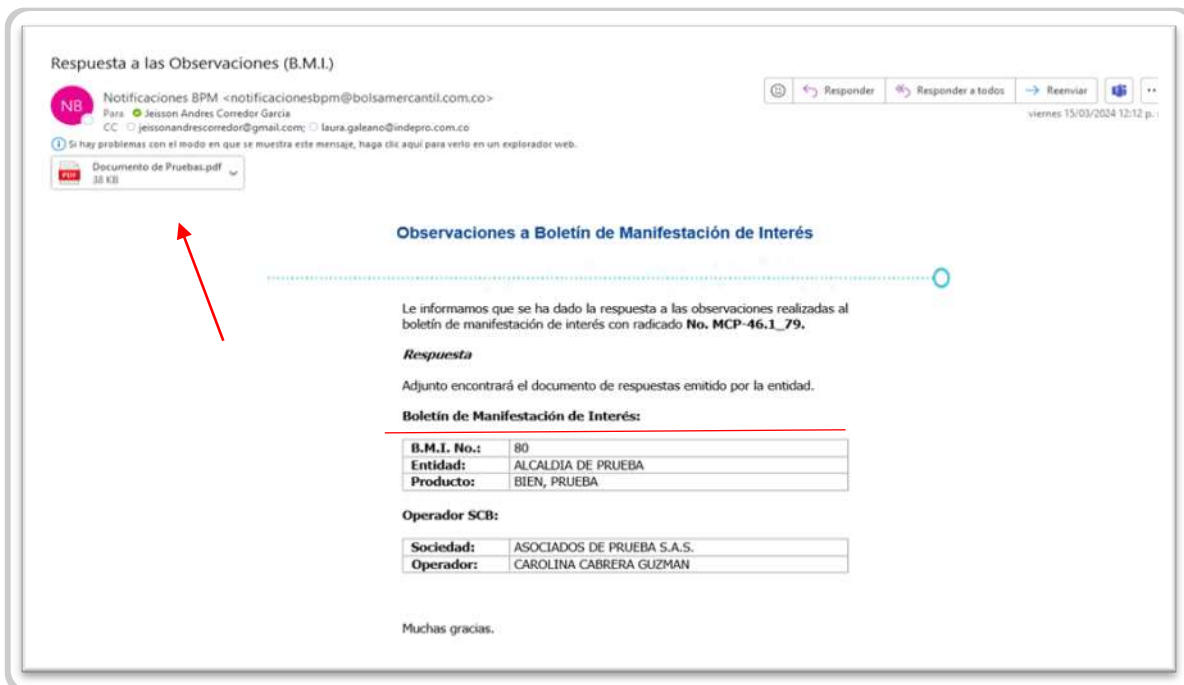 Respuesta a las Observaciones (B.M.I.)
NB
Notificaciones BPM <notificacionesbpm@bolsamercantil.com.co>
Para Jeisson Andres Corredor Garcia
CC jeissonandrescorredor@gmail.com; laura.galeano@indepro.com.co
Responder
Responder a todos
Reenviar
viernes 15/03/2024 12:12 p.
Si hay problemas con el modo en que se muestra este mensaje, haga clic aquí para verlo en un explorador web.
PDF
Documento de Pruebas.pdf
38 KB
Observaciones a Boletín de Manifestación de Interés
Le informamos que se ha dado la respuesta a las observaciones realizadas al
boletín de manifestación de interés con radicado No. MCP-46.1_79.
Respuesta
Adjunto encontrará el documento de respuestas emitido por la entidad.
Boletín de Manifestación de Interés:
B.M.I. No.: 80
Entidad: ALCALDIA DE PRUEBA
Producto: BIEN, PRUEBA
Operador SCB:
Sociedad: ASOCIADOS DE PRUEBA S.A.S.
Operador: CAROLINA CABRERA GUZMAN
Muchas gracias.